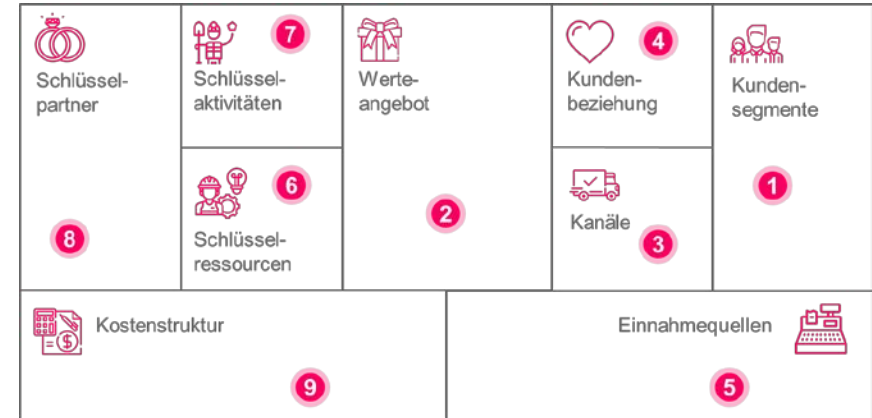 8
Schlüssel-
partner
7
Schlüssel-
aktivitäten
6
Schlüssel-
ressourcen
Werte-
angebot
2
4
Kunden-
beziehung
Kanäle
3
Kunden-
segmente
1
= $
Kostenstruktur
9
Einnahmequellen
5